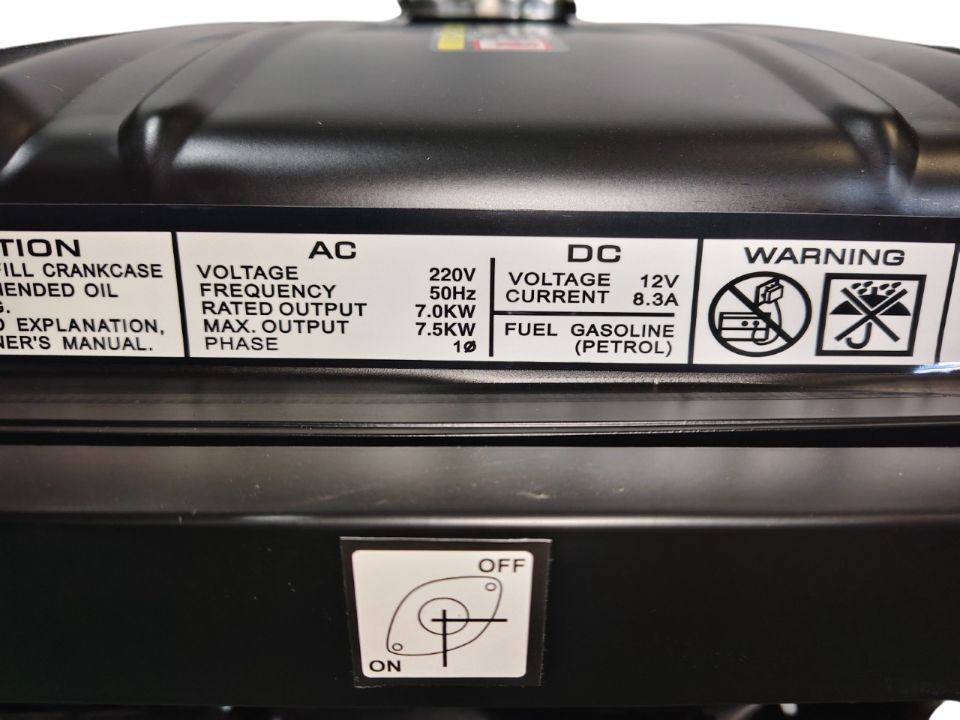 TION
FILL CRANKCASE
MENDED OIL
EXPLANATION,
NER'S MANUAL.
AC
VOLTAGE 220V
FREQUENCY 50Hz
RATED OUTPUT 7.0KW
MAX. OUTPUT 7.5KW
PHASE 1Ø
DC
VOLTAGE 12V
CURRENT 8.3A
FUEL GASOLINE
(PETROL)
WARNING
OFF
ON